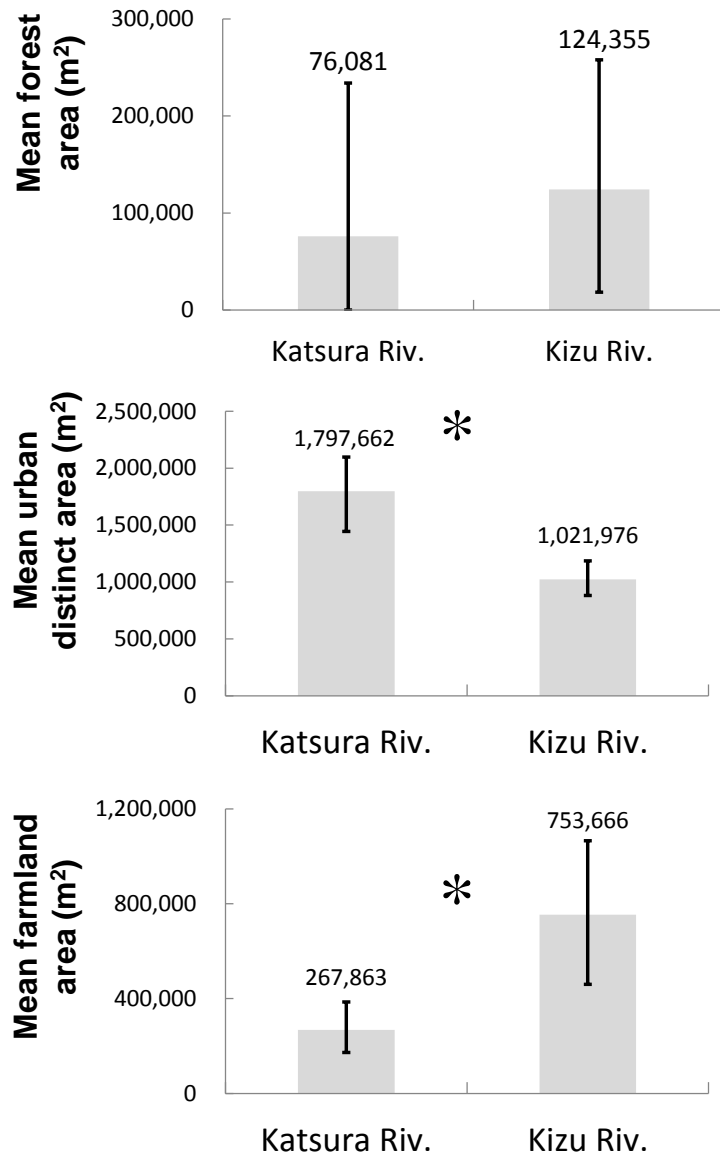 Mean forest
area (m²)
300,000
200,000
100,000
0
76,081
124,355
Katsura Riv.
Kizu Riv.
Mean urban
distinct area (m²)
2,500,000
2,000,000
1,500,000
1,000,000
500,000
0
1,797,662
*
1,021,976
Katsura Riv.
Kizu Riv.
Mean farmland
area (m²)
1,200,000
800,000
400,000
0
267,863
*
753,666
Katsura Riv.
Kizu Riv.